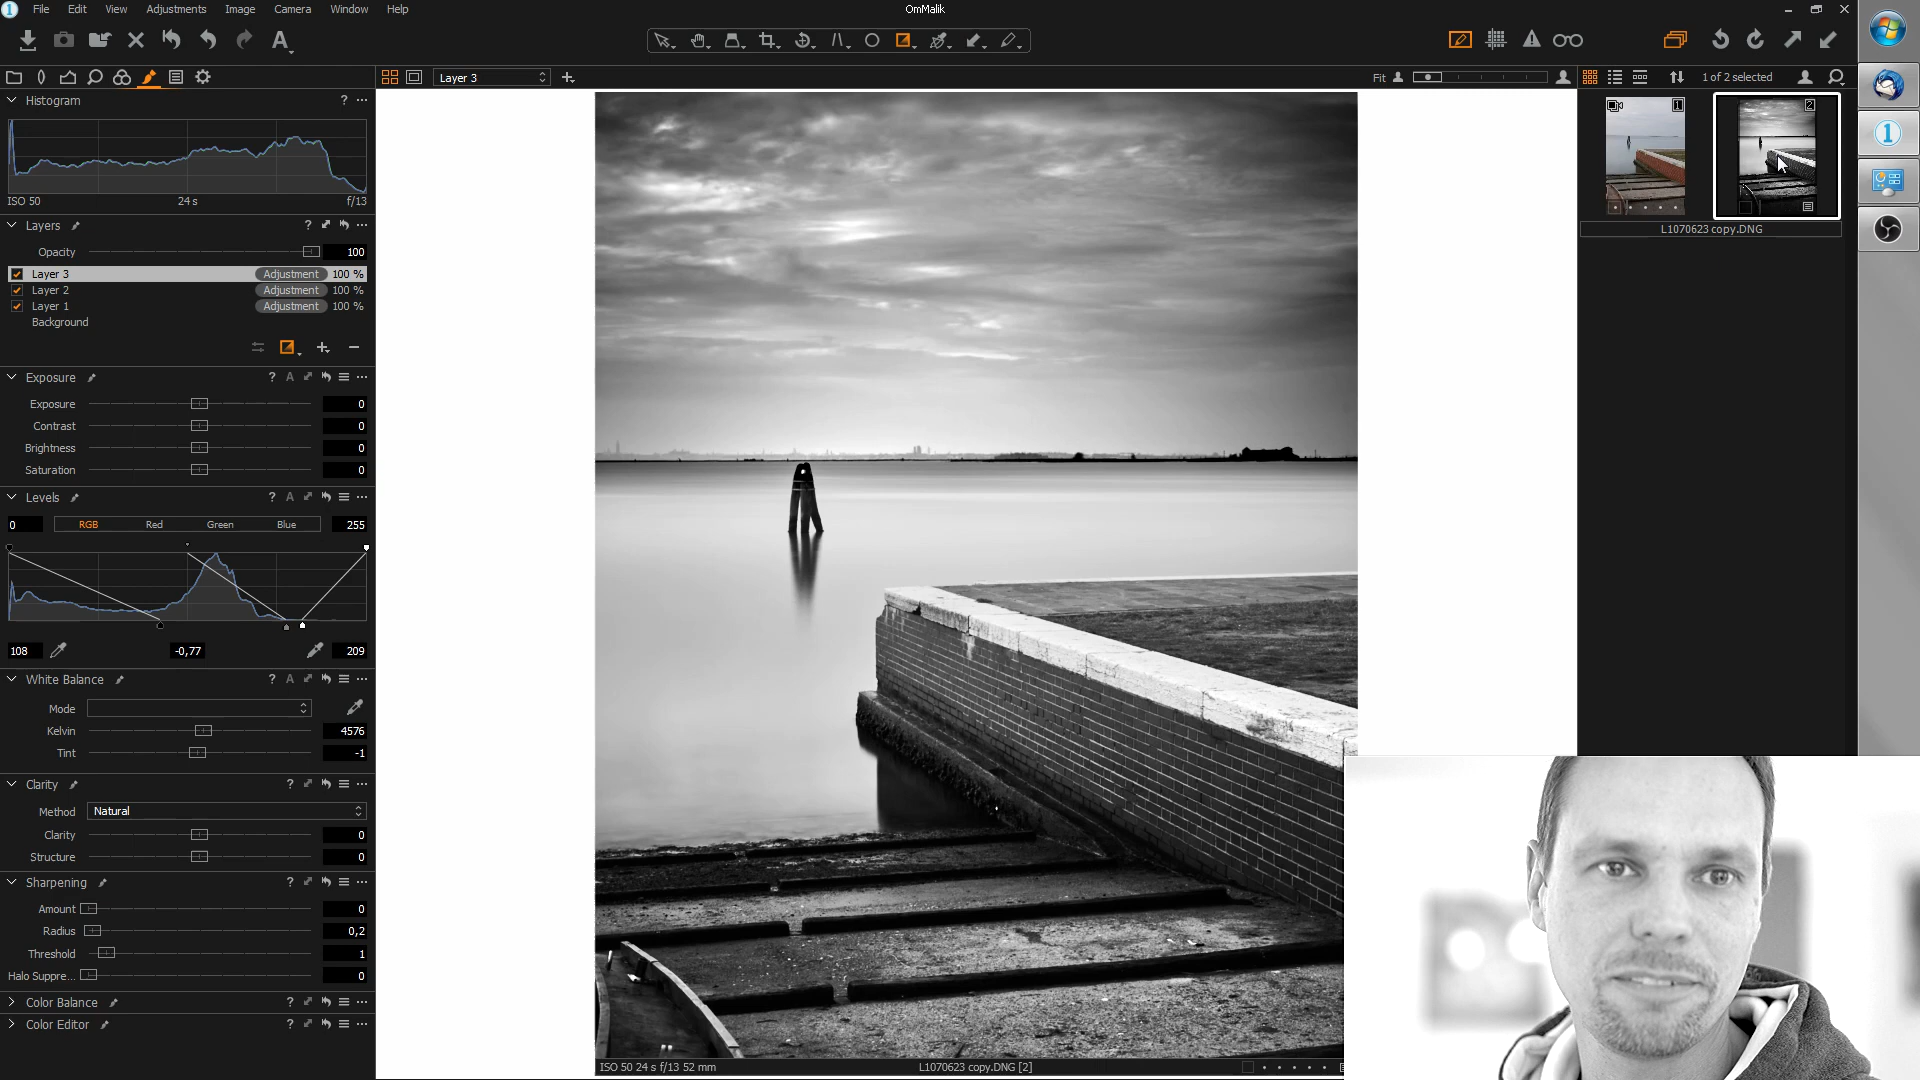 1 File Edit View Adjustments Image Camera Window Help
OmMalik
Layer 3
Fit
1 of 2 selected
Histogram
?
ISO 50 24 s f/13
Layers
?
Opacity 100
Layer 3 Adjustment 100 %
Layer 2 Adjustment 100 %
Layer 1 Adjustment 100 %
Background
Exposure
? A
Exposure 0
Contrast 0
Brightness 0
Saturation 0
Levels
? A
0 RGB Red Green Blue 255
108 -0,77 209
White Balance
? A
Mode
Kelvin 4576
Tint -1
Clarity
?
Method Natural
Clarity 0
Structure 0
Sharpening
?
Amount 0
Radius 0,2
Threshold 1
Halo Suppre... 0
Color Balance
?
Color Editor
?
1
2
L1070623 copy.DNG
1
ISO 50 24 s f/13 52 mm
L1070623 copy.DNG [2]